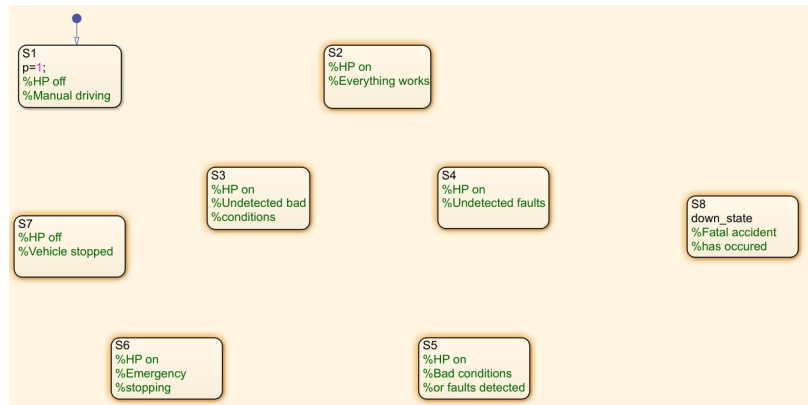 S1
p=1;
%HP off
%Manual driving
S2
%HP on
%Everything works
S3
%HP on
%Undetected bad
%conditions
S4
%HP on
%Undetected faults
S7
%HP off
%Vehicle stopped
S8
down_state
%Fatal accident
%has occured
S6
%HP on
%Emergency
%stopping
S5
%HP on
%Bad conditions
%or faults detected